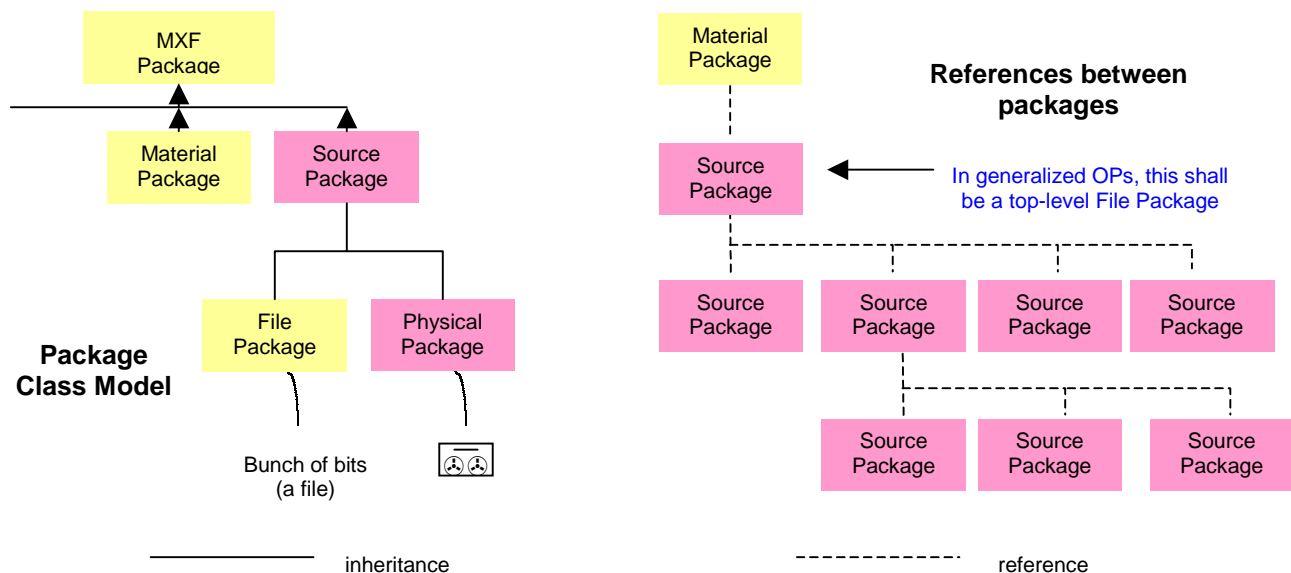 MXF
Package
Material
Package
Source
Package
File
Package
Physical
Package
Package
Class Model
Bunch of bits
(a file)
inheritance
Material
Package
References between
packages
Source
Package
In generalized OPs, this shall
be a top-level File Package
Source
Package
Source
Package
Source
Package
Source
Package
Source
Package
Source
Package
Source
Package
reference